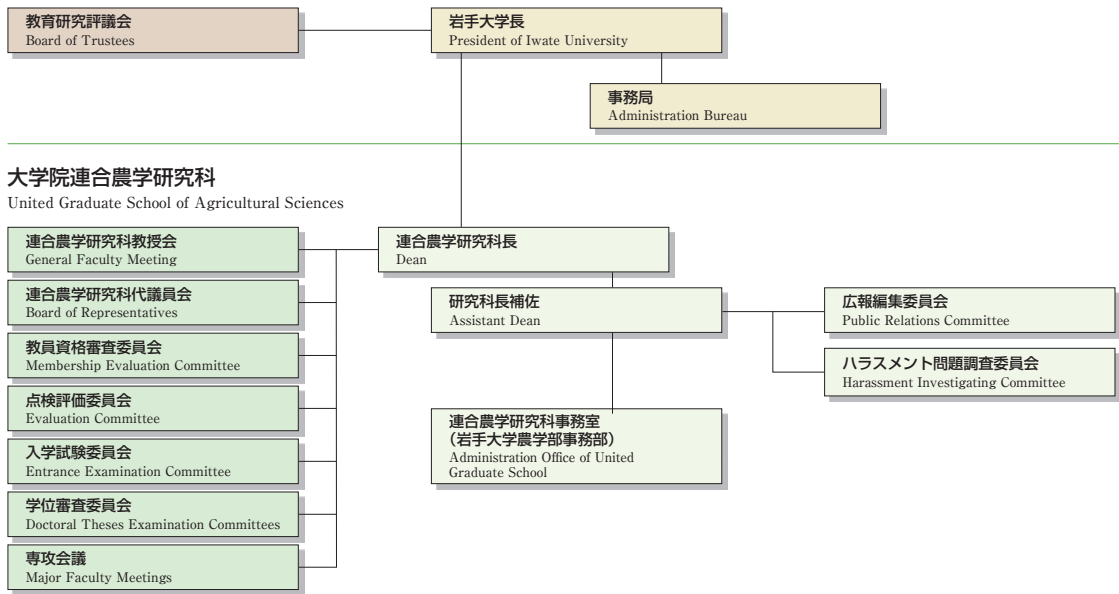 教育研究評議会
Board of Trustees
岩手大学長
President of Iwate University
事務局
Administration Bureau
大学院連合農学研究科
United Graduate School of Agricultural Sciences
連合農学研究科教授会
General Faculty Meeting
連合農学研究科代議員会
Board of Representatives
教員資格審査委員会
Membership Evaluation Committee
点検評価委員会
Evaluation Committee
入学試験委員会
Entrance Examination Committee
学位審査委員会
Doctoral Theses Examination Committees
専攻会議
Major Faculty Meetings
連合農学研究科長
Dean
研究科長補佐
Assistant Dean
連合農学研究科事務室
(岩手大学農学部事務部)
Administration Office of United
Graduate School
広報編集委員会
Public Relations Committee
ハラスメント問題調査委員会
Harassment Investigating Committee